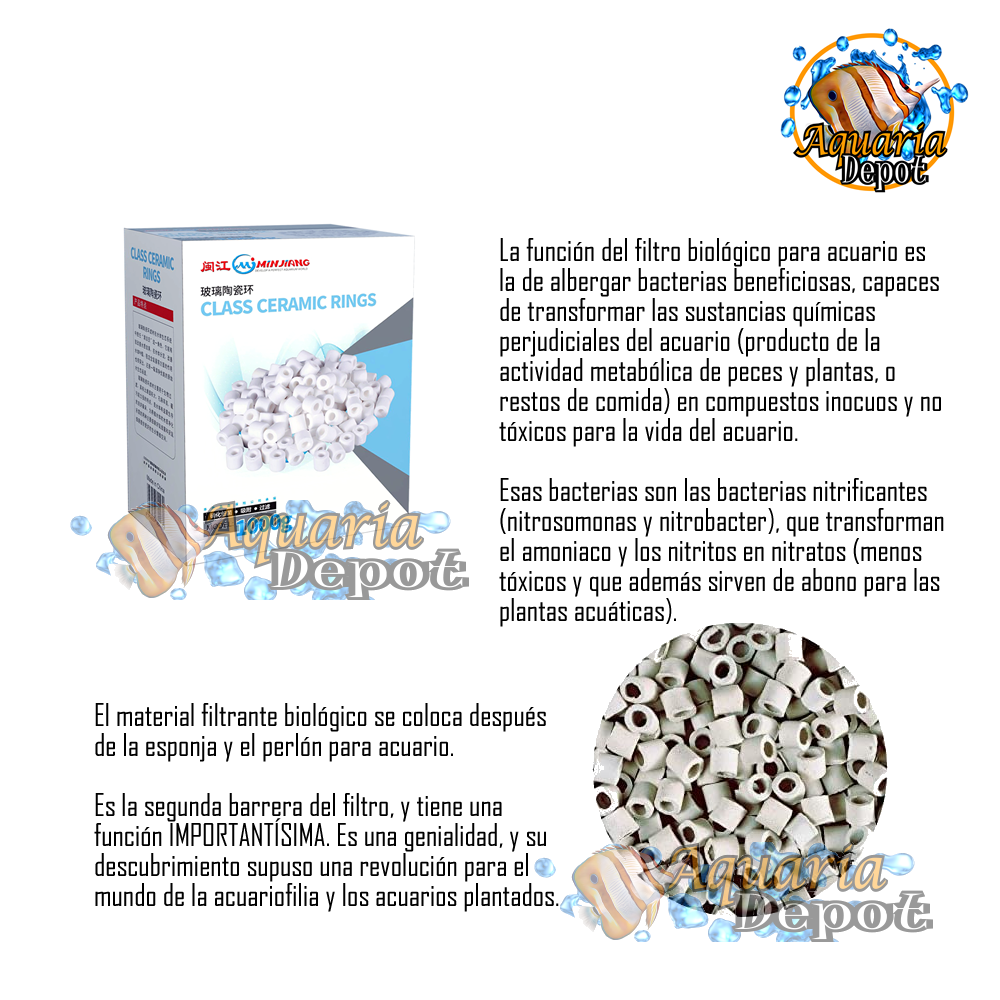 Aquaria
Depot
闽江 MINJIANG
玻璃陶瓷环
CLASS CERAMIC RINGS
CLASS CERAMIC
RINGS
玻璃陶瓷环
1000g
Aquaria
Depot
La función del filtro biológico para acuario es
la de albergar bacterias beneficiosas, capaces
de transformar las sustancias químicas
perjudiciales del acuario (producto de la
actividad metabólica de peces y plantas, o
restos de comida) en compuestos inocuos y no
tóxicos para la vida del acuario.
Esas bacterias son las bacterias nitrificantes
(nitrosomonas y nitrobacter), que transforman
el amoniaco y los nitritos en nitratos (menos
tóxicos y que además sirven de abono para las
plantas acuáticas).
El material filtrante biológico se coloca después
de la esponja y el perlón para acuario.
Es la segunda barrera del filtro, y tiene una
función IMPORTANTÍSIMA. Es una genialidad, y su
descubrimiento supuso una revolución para el
mundo de la acuariofilia y los acuarios plantados.
Aquaria
Depot